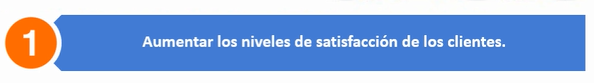 1
Aumentar los niveles de satisfacción de los clientes.